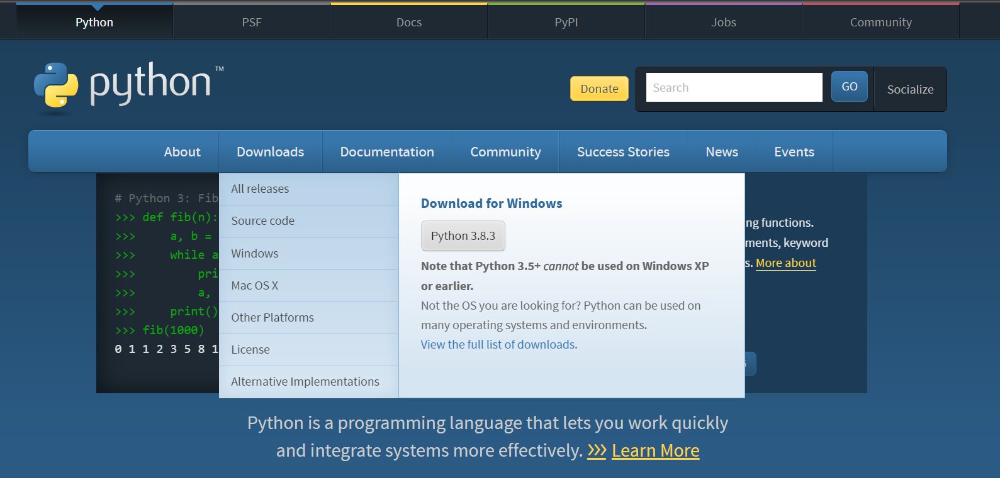 Python
PSF
Docs
PyPI
Jobs
Community
python™
Donate
Search
GO
Socialize
About
Downloads
Documentation
Community
Success Stories
News
Events
# Python 3: Fib
>>> def fib(n):
>>>     a, b =
>>>     while a
>>>         pri
>>>         a,
>>>     print()
>>> fib(1000)
0 1 1 2 3 5 8 1
All releases
Source code
Windows
Mac OS X
Other Platforms
License
Alternative Implementations
Download for Windows
Python 3.8.3
Note that Python 3.5+ cannot be used on Windows XP
or earlier.
Not the OS you are looking for? Python can be used on
many operating systems and environments.
View the full list of downloads.
ng functions.
ments, keyword
s. More about
Python is a programming language that lets you work quickly
and integrate systems more effectively. >>> Learn More